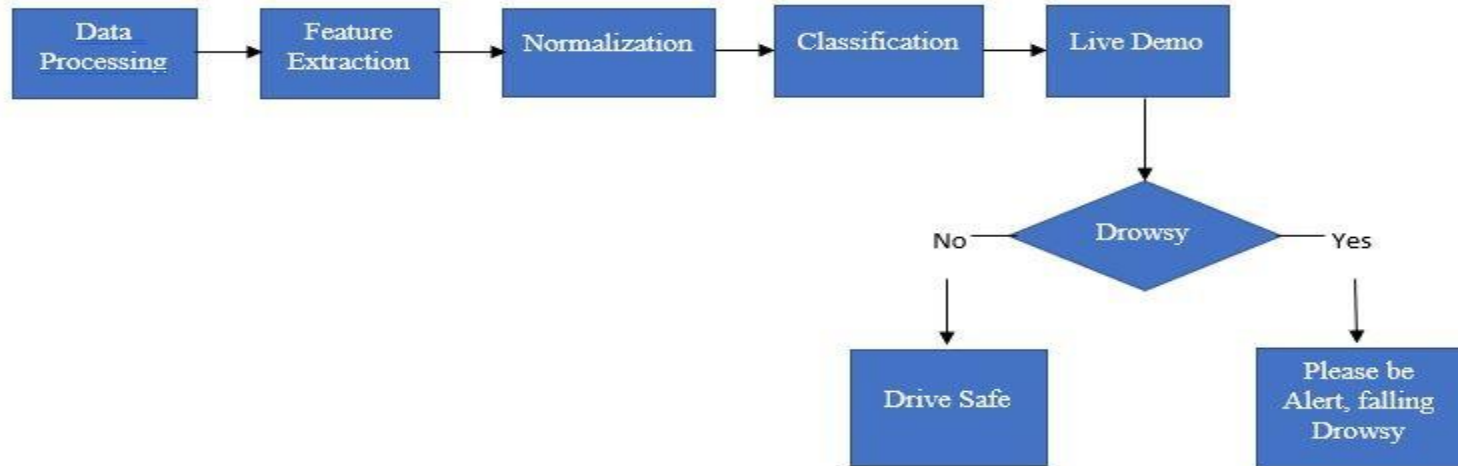 Data
Processing
Feature
Extraction
Normalization
Classification
Live Demo
Drowsy
No
Yes
Drive Safe
Please be
Alert, falling
Drowsy